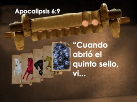 Apocalipsis 6:9
“Cuando
abrió el
quinto sello,
vi...